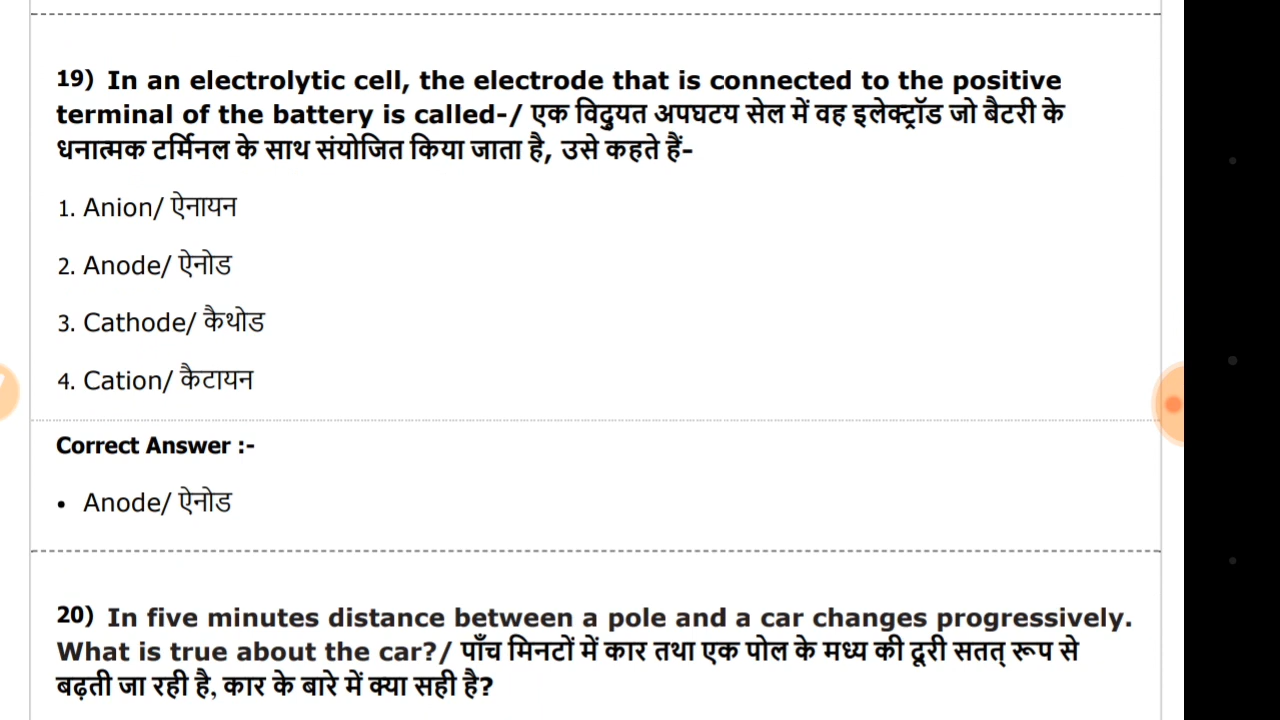 19) In an electrolytic cell, the electrode that is connected to the positive
terminal of the battery is called-/ एक विद्युयत अपघटय सेल में वह इलेक्ट्रॉड जो बैटरी के
धनात्मक टर्मिनल के साथ संयोजित किया जाता है, उसे कहते हैं-
1. Anion/ ऐनायन
2. Anode/ ऐनोड
3. Cathode/ कैथोड
4. Cation/ कैटायन
Correct Answer :-
• Anode/ ऐनोड
20) In five minutes distance between a pole and a car changes progressively.
What is true about the car?/ पाँच मिनटों में कार तथा एक पोल के मध्य की दूरी सतत् रूप से
बढ़ती जा रही है, कार के बारे में क्या सही है?